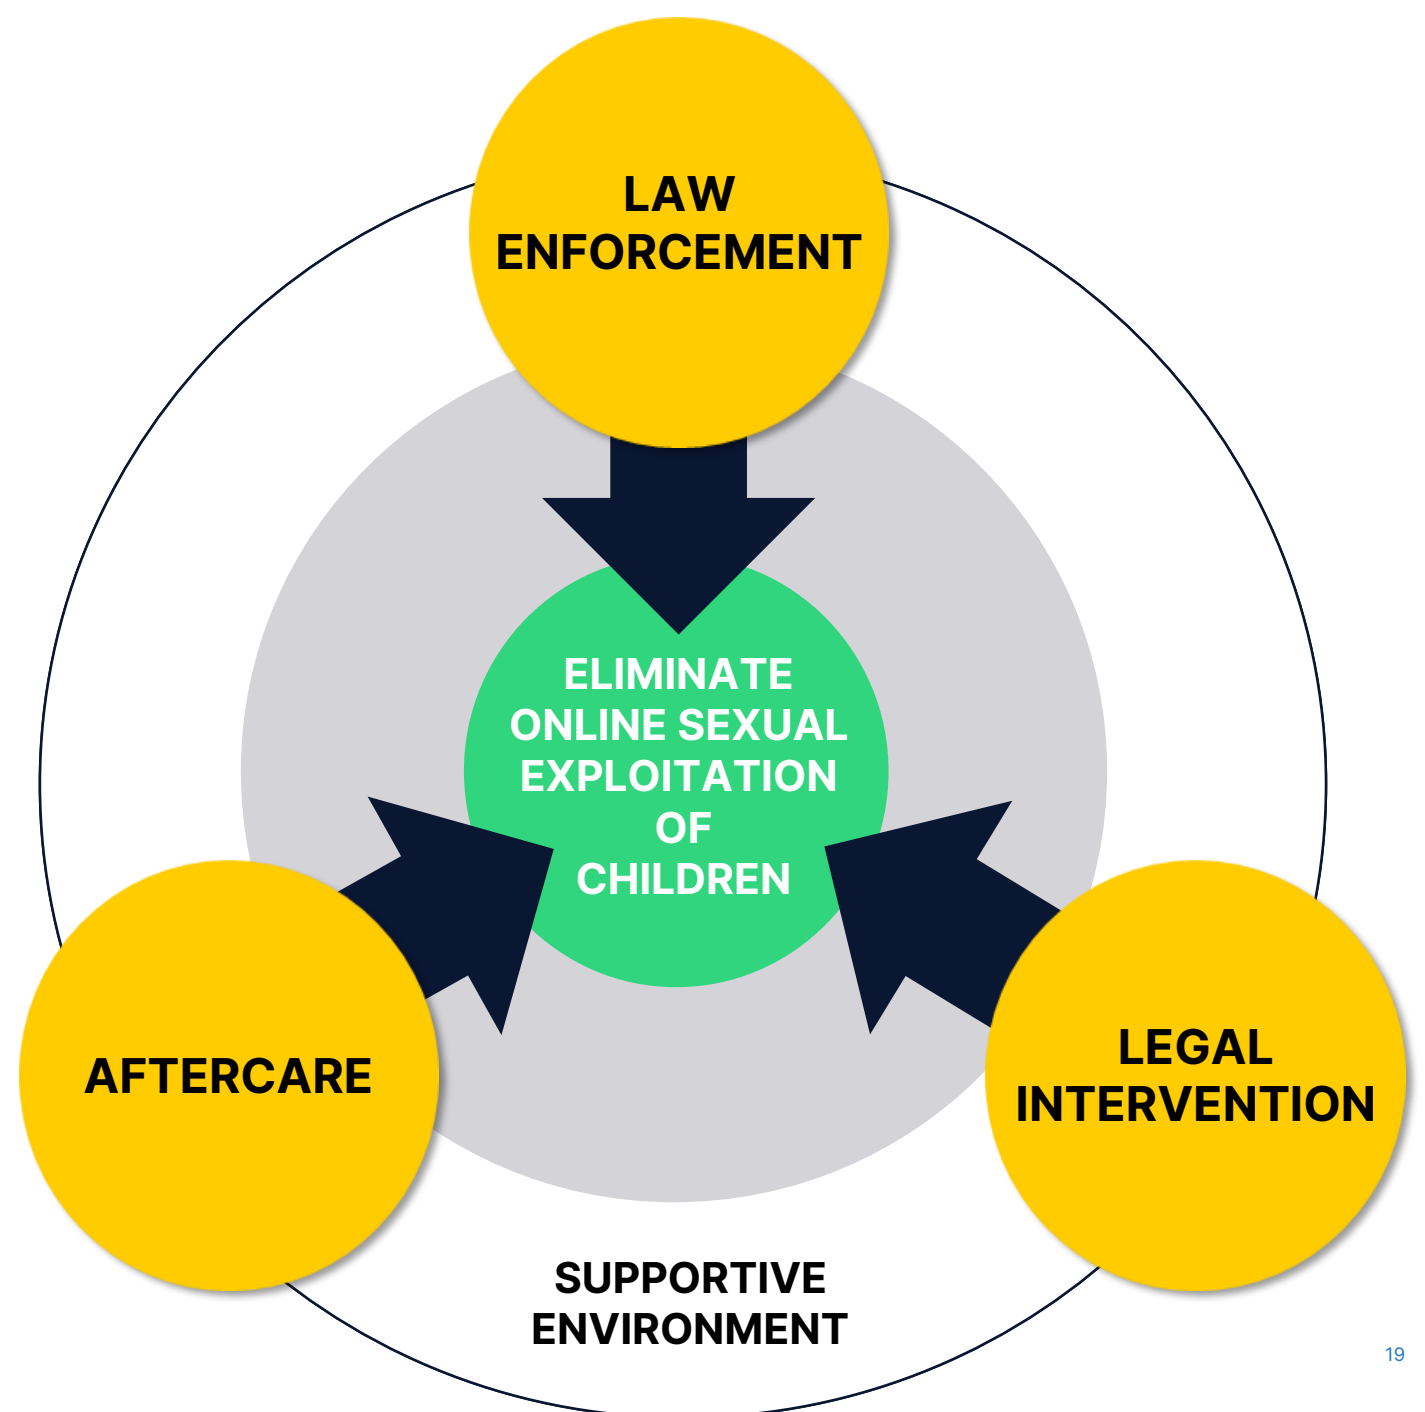 LAW
ENFORCEMENT
ELIMINATE
ONLINE SEXUAL
EXPLOITATION
OF
CHILDREN
AFTERCARE
LEGAL
INTERVENTION
SUPPORTIVE
ENVIRONMENT
19